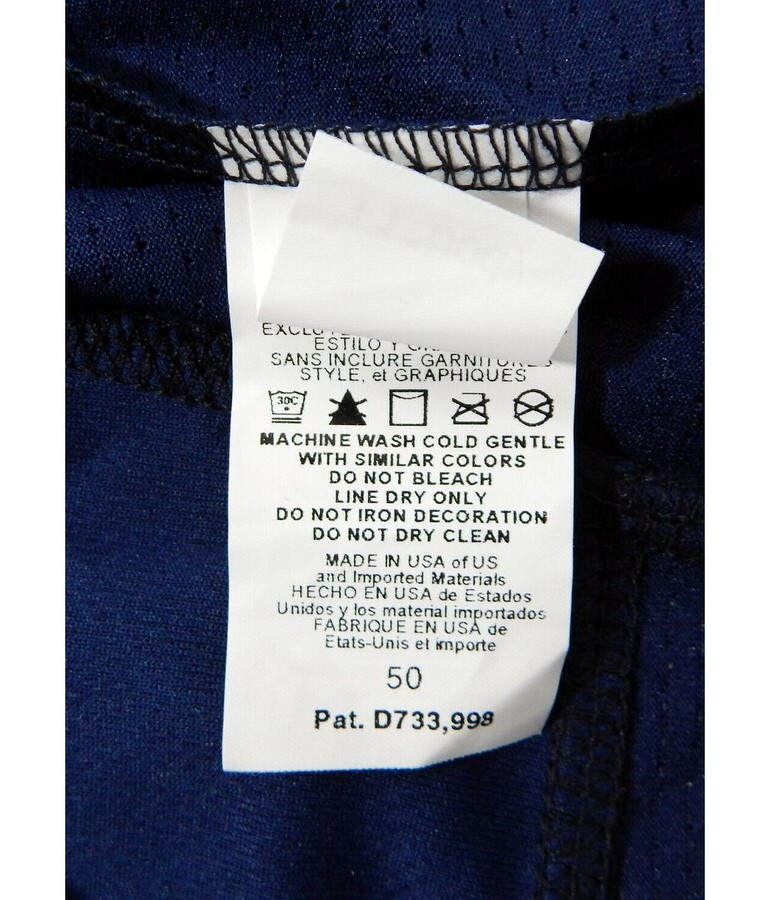 ESTILO Y
SANS INCLURE GARNITURES
STYLE, et GRAPHIQUES
30C
MACHINE WASH COLD GENTLE
WITH SIMILAR COLORS
DO NOT BLEACH
LINE DRY ONLY
DO NOT IRON DECORATION
DO NOT DRY CLEAN
MADE IN USA of US
and Imported Materials
HECHO EN USA de Estados
Unidos y los material importados
FABRIQUE EN USA de
Etats-Unis et importe
50
Pat. D733,998